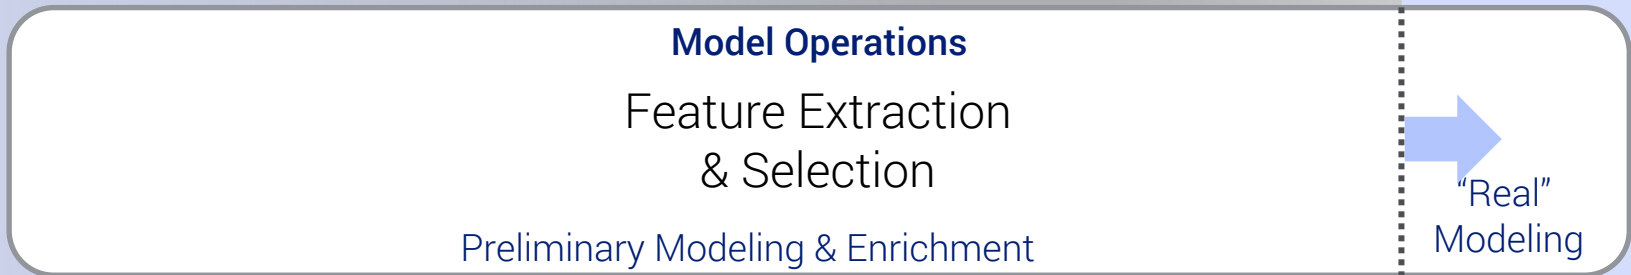 Model Operations
Feature Extraction
& Selection
Preliminary Modeling & Enrichment
“Real”
Modeling